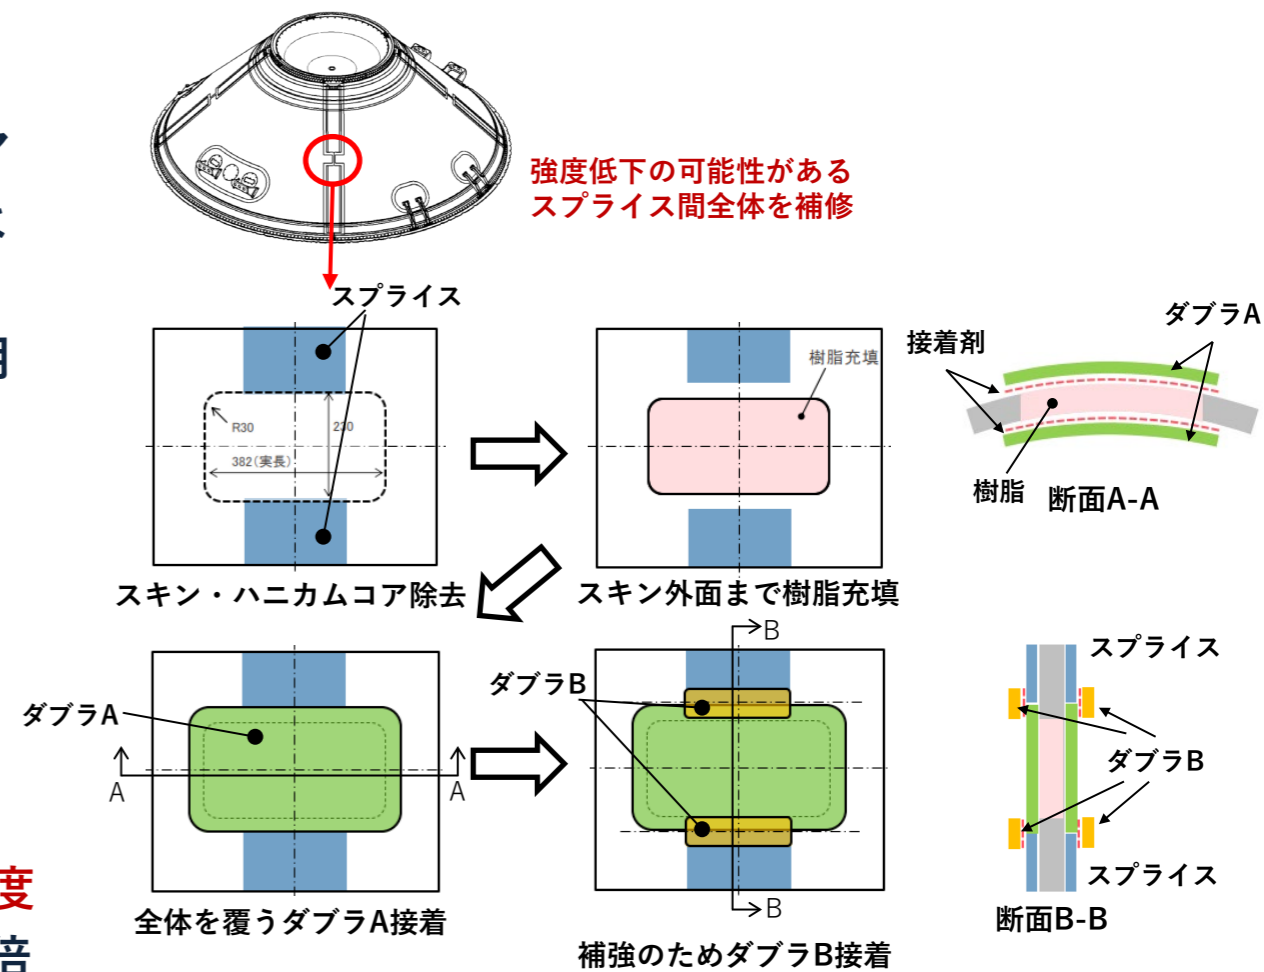 強度低下の可能性がある
スプライス間全体を補修
スプライス
R30
230
382(実長)
スキン・ハニカムコア除去
樹脂充填
スキン外面まで樹脂充填
接着剤
ダブラA
樹脂
断面A-A
ダブラA
A
A
全体を覆うダブラA接着
B
ダブラB
B
補強のためダブラB接着
スプライス
ダブラB
スプライス
断面B-B
度
倍